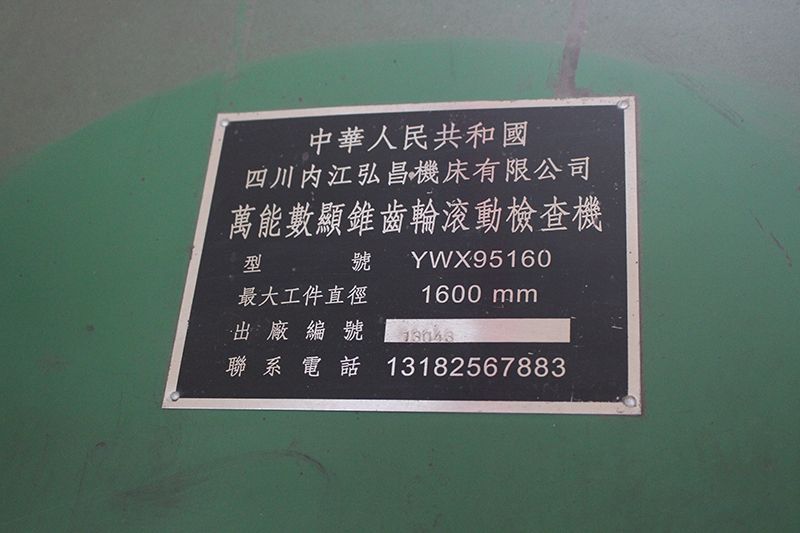 中華人民共和國
四川内江弘昌機床有限公司
萬能數顯錐齒輪滚動檢查機
型 號 YWX95160
最大工件直徑 1600 mm
出廠編號 13043
聯系電話 13182567883